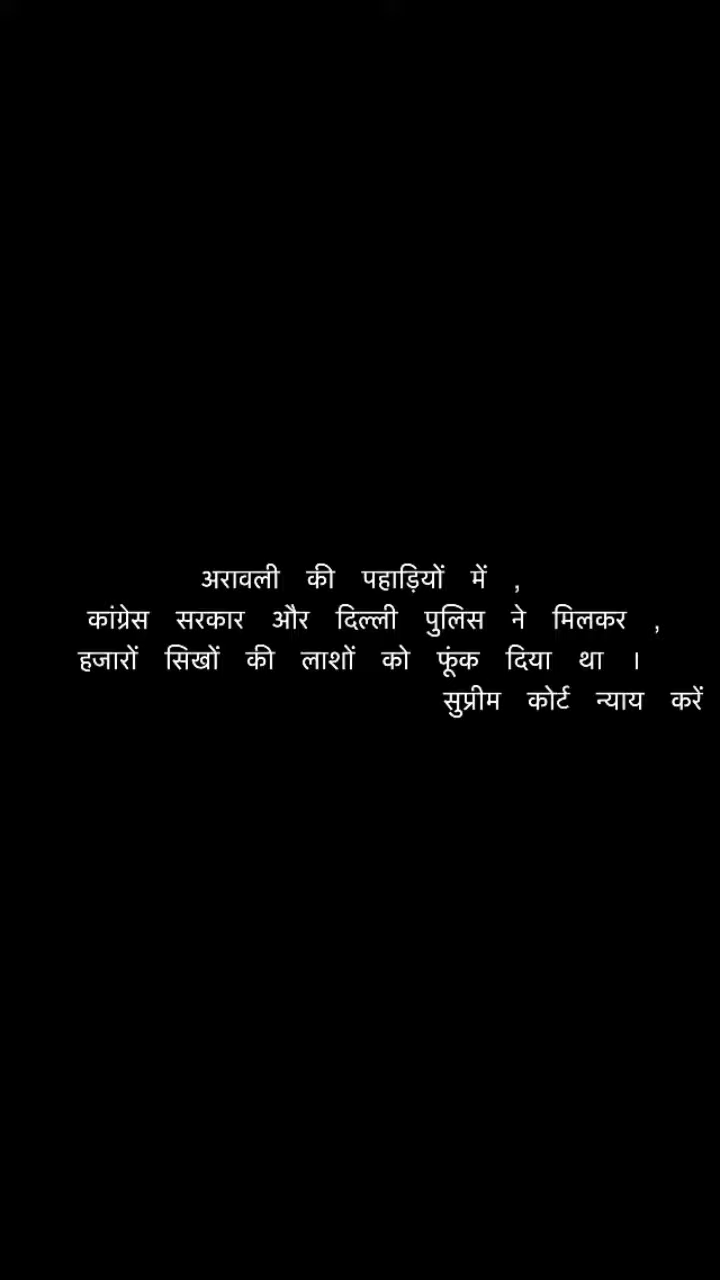 अरावली की पहाड़ियों में ,
कांग्रेस सरकार और दिल्ली पुलिस ने मिलकर ,
हजारों सिखों की लाशों को फूंक दिया था ।
सुप्रीम कोर्ट न्याय करें